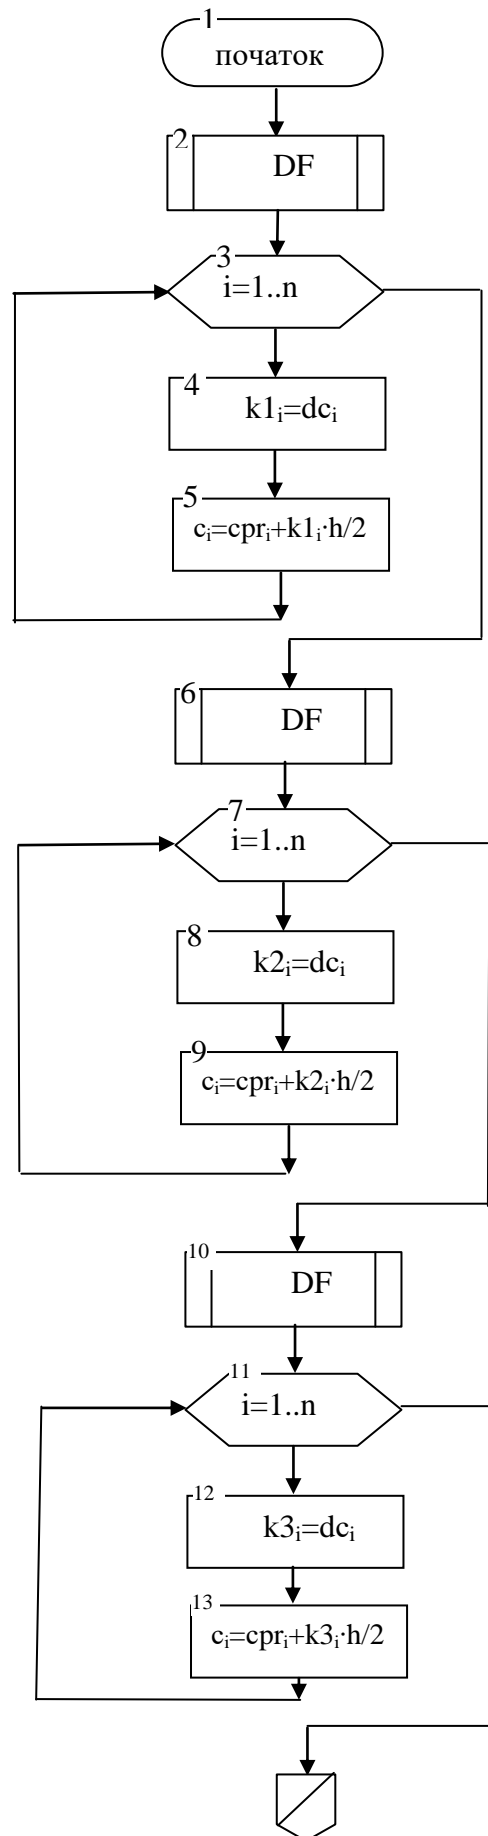 1
початок
2
DF
3
i=1..n
4
k1ᵢ=dcᵢ
5
cᵢ=cprᵢ+k1ᵢ·h/2
6
DF
7
i=1..n
8
k2ᵢ=dcᵢ
9
cᵢ=cprᵢ+k2ᵢ·h/2
10
DF
11
i=1..n
12
k3ᵢ=dcᵢ
13
cᵢ=cprᵢ+k3ᵢ·h/2